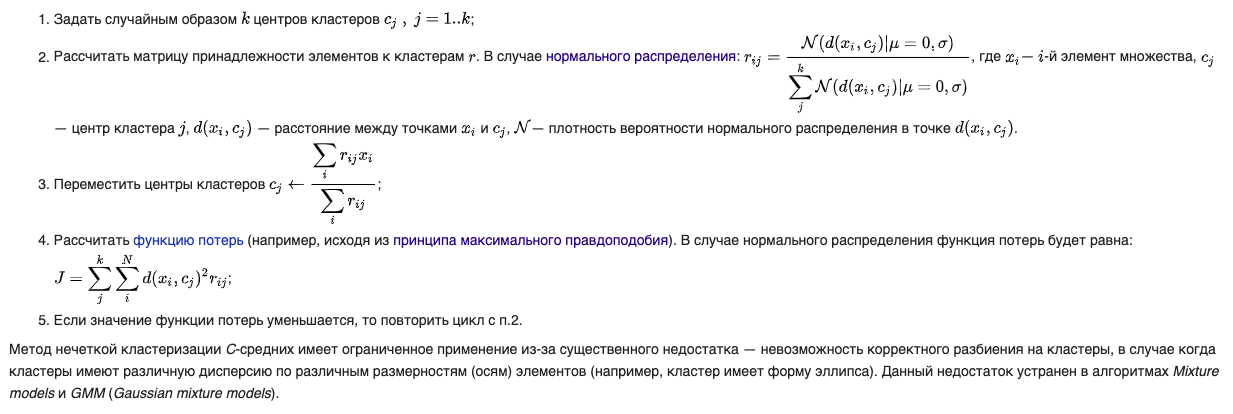 1. Задать случайным образом k центров кластеров c_j , j = 1..k;
2. Рассчитать матрицу принадлежности элементов к кластерам r. В случае нормального распределения: r_{ij} = \frac{\mathcal{N}(d(x_i, c_j)|\mu = 0, \sigma)}{\sum_j^k \mathcal{N}(d(x_i, c_j)|\mu = 0, \sigma)}, где x_i — i-й элемент множества, c_j
— центр кластера j, d(x_i, c_j) — расстояние между точками x_i и c_j, \mathcal{N} — плотность вероятности нормального распределения в точке d(x_i, c_j).
3. Переместить центры кластеров c_j \leftarrow \frac{\sum_i r_{ij} x_i}{\sum_i r_{ij}};
4. Рассчитать функцию потерь (например, исходя из принципа максимального правдоподобия). В случае нормального распределения функция потерь будет равна:
J = \sum_j^k \sum_i^N d(x_i, c_j)^2 r_{ij};
5. Если значение функции потерь уменьшается, то повторить цикл с п.2.
Метод нечеткой кластеризации C-средних имеет ограниченное применение из-за существенного недостатка — невозможность корректного разбиения на кластеры, в случае когда
кластеры имеют различную дисперсию по различным размерностям (осям) элементов (например, кластер имеет форму эллипса). Данный недостаток устранен в алгоритмах Mixture
models и GMM (Gaussian mixture models).